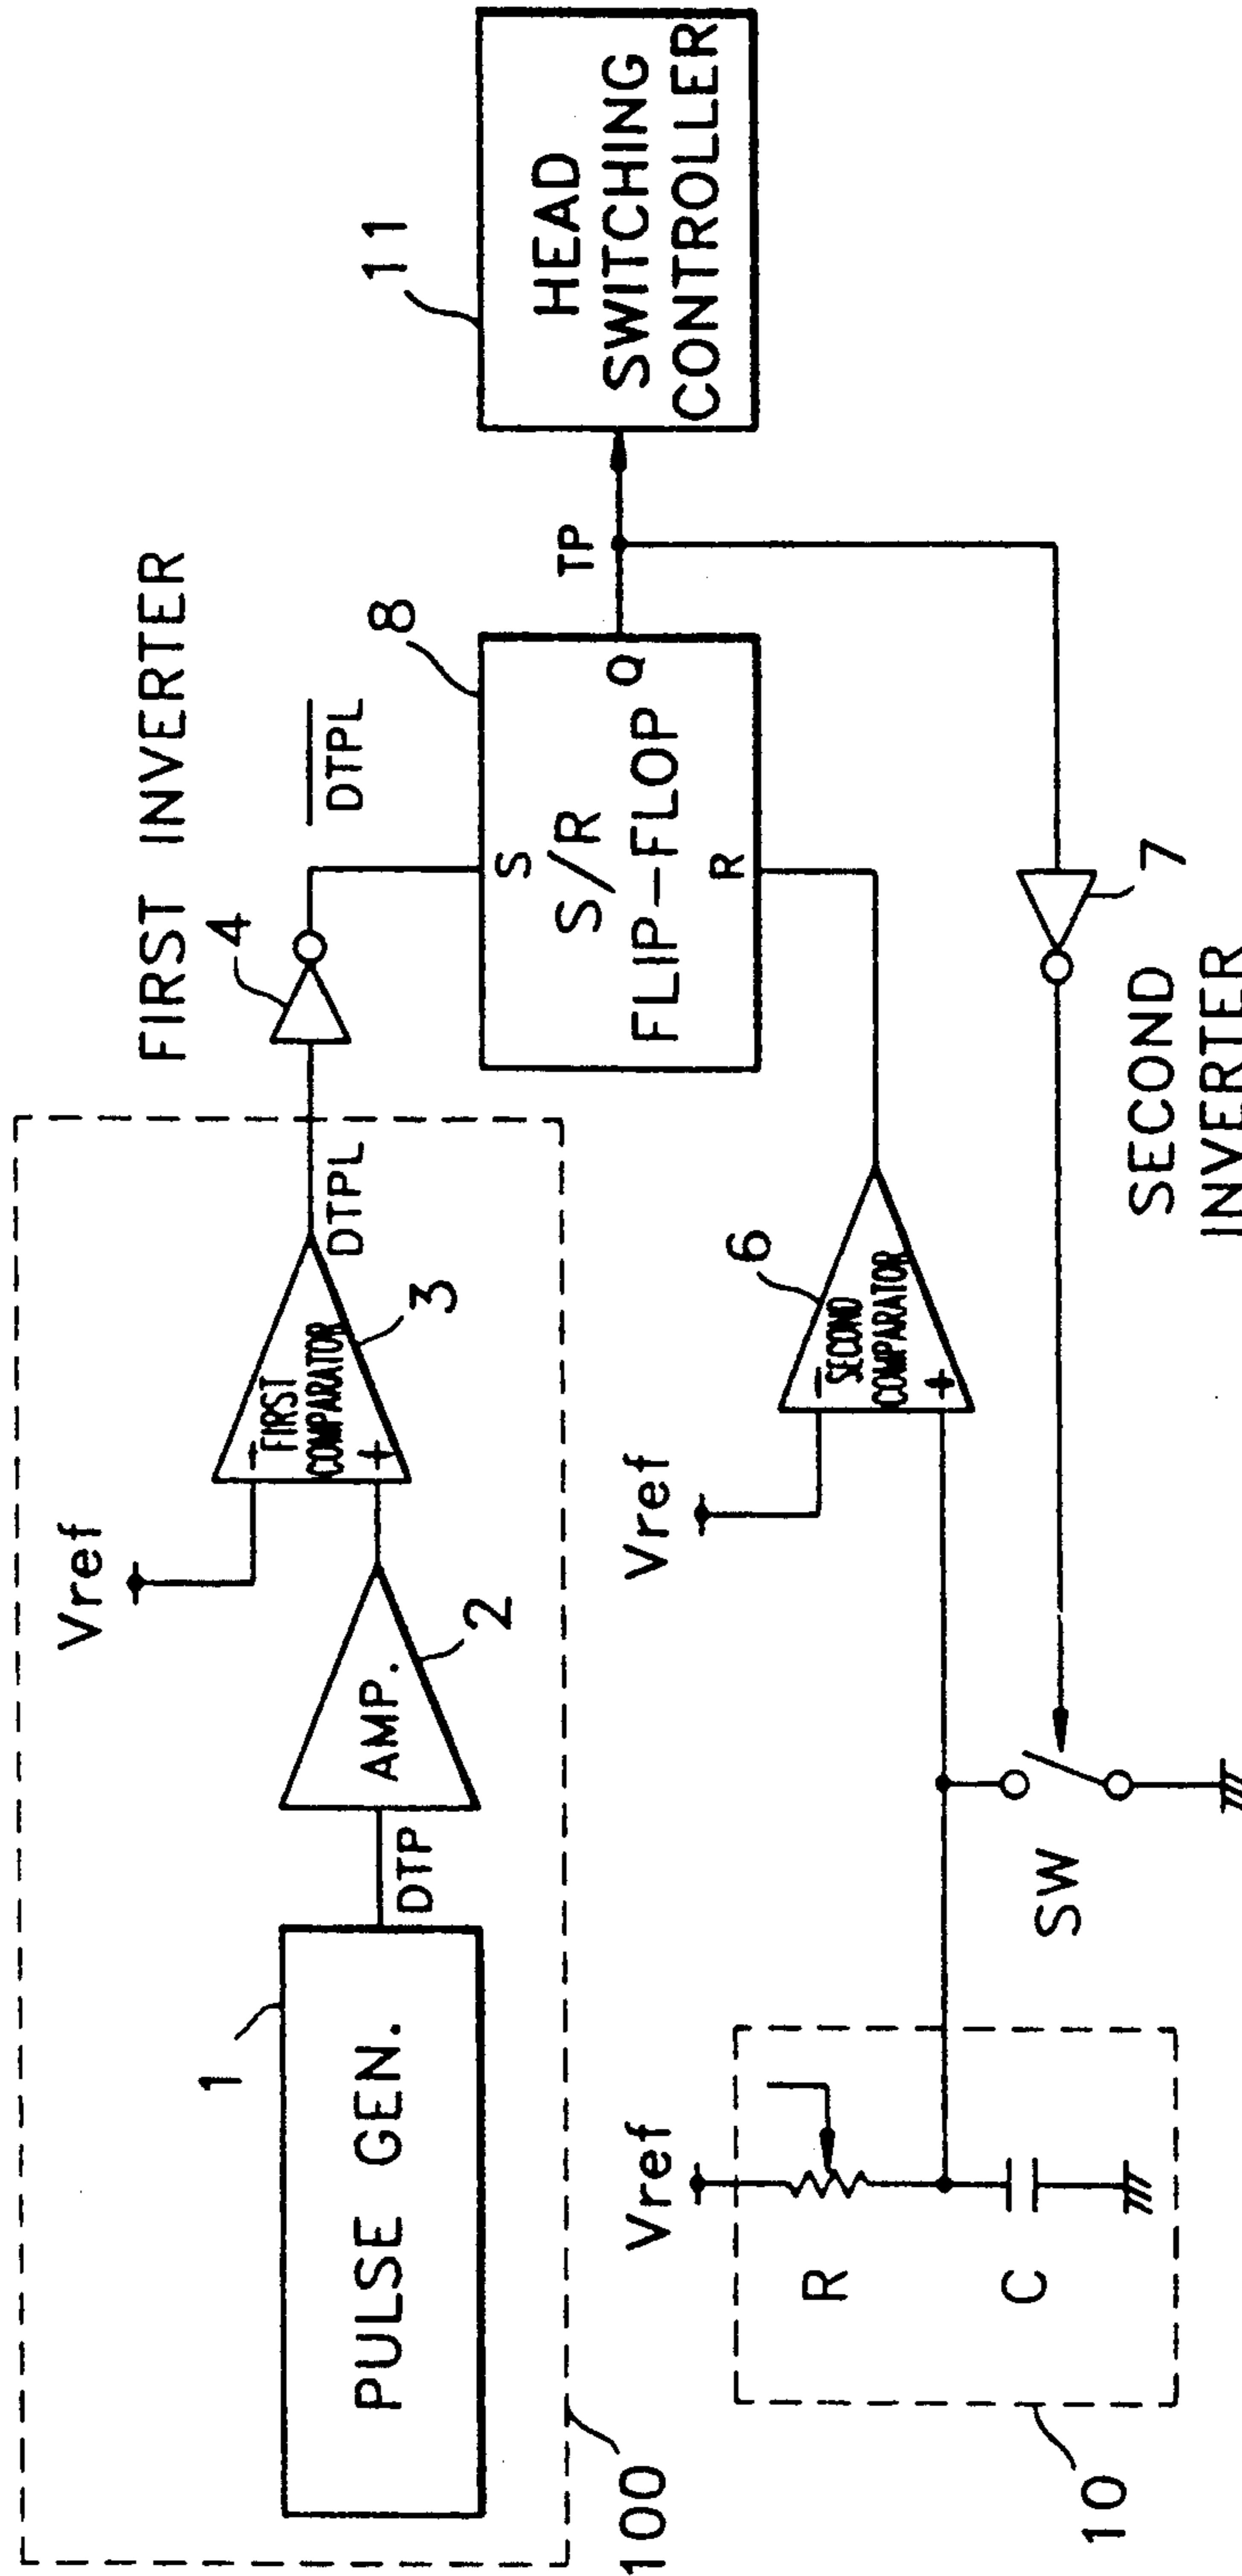 100
1
PULSE GEN.
DTP
AMP.
2
Vref
−
FIRST
COMPARATOR
+
3
DTPL
FIRST INVERTER
4
D̅T̅P̅L̅
8
S
S/R
FLIP-FLOP
Q
R
TP
11
HEAD
SWITCHING
CONTROLLER
10
Vref
R
C
SW
Vref
−
SECOND
COMPARATOR
+
6
7
SECOND
INVERTER